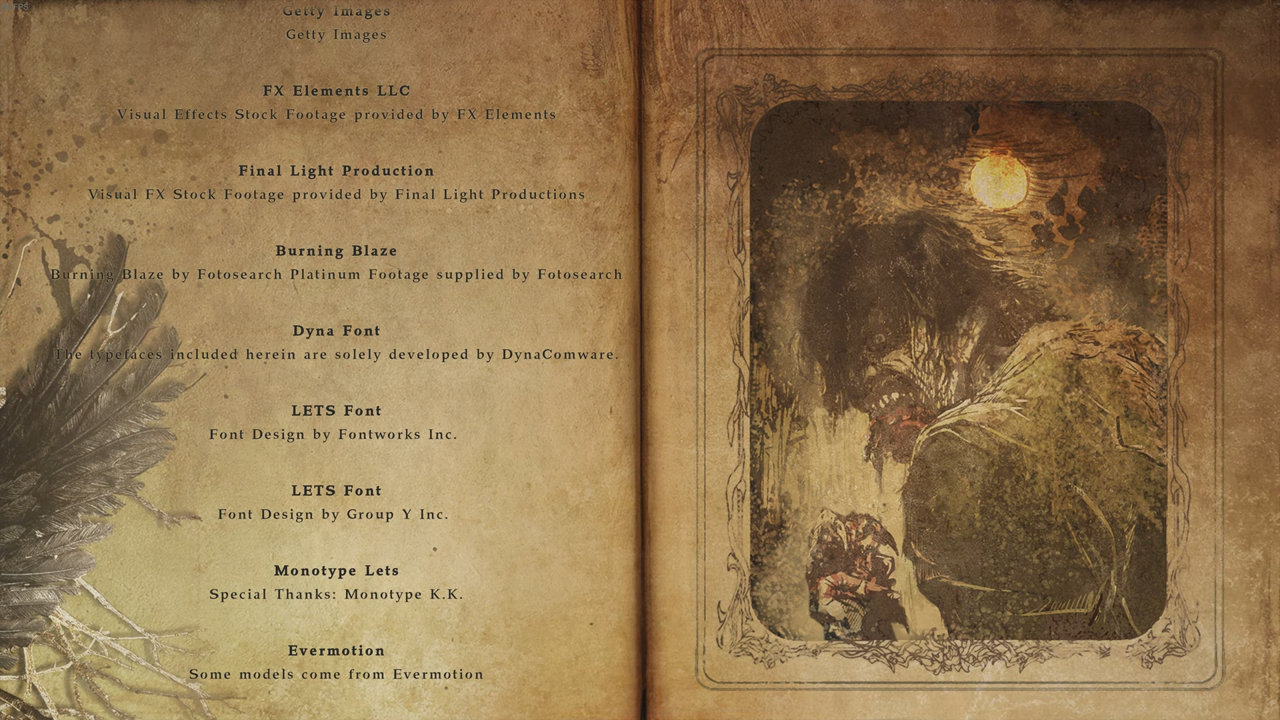 Getty Images
Getty Images
FX Elements LLC
Visual Effects Stock Footage provided by FX Elements
Final Light Production
Visual FX Stock Footage provided by Final Light Productions
Burning Blaze
Burning Blaze by Fotosearch Platinum Footage supplied by Fotosearch
Dyna Font
The typefaces included herein are solely developed by DynaComware.
LETS Font
Font Design by Fontworks Inc.
LETS Font
Font Design by Group Y Inc.
Monotype Lets
Special Thanks: Monotype K.K.
Evermotion
Some models come from Evermotion